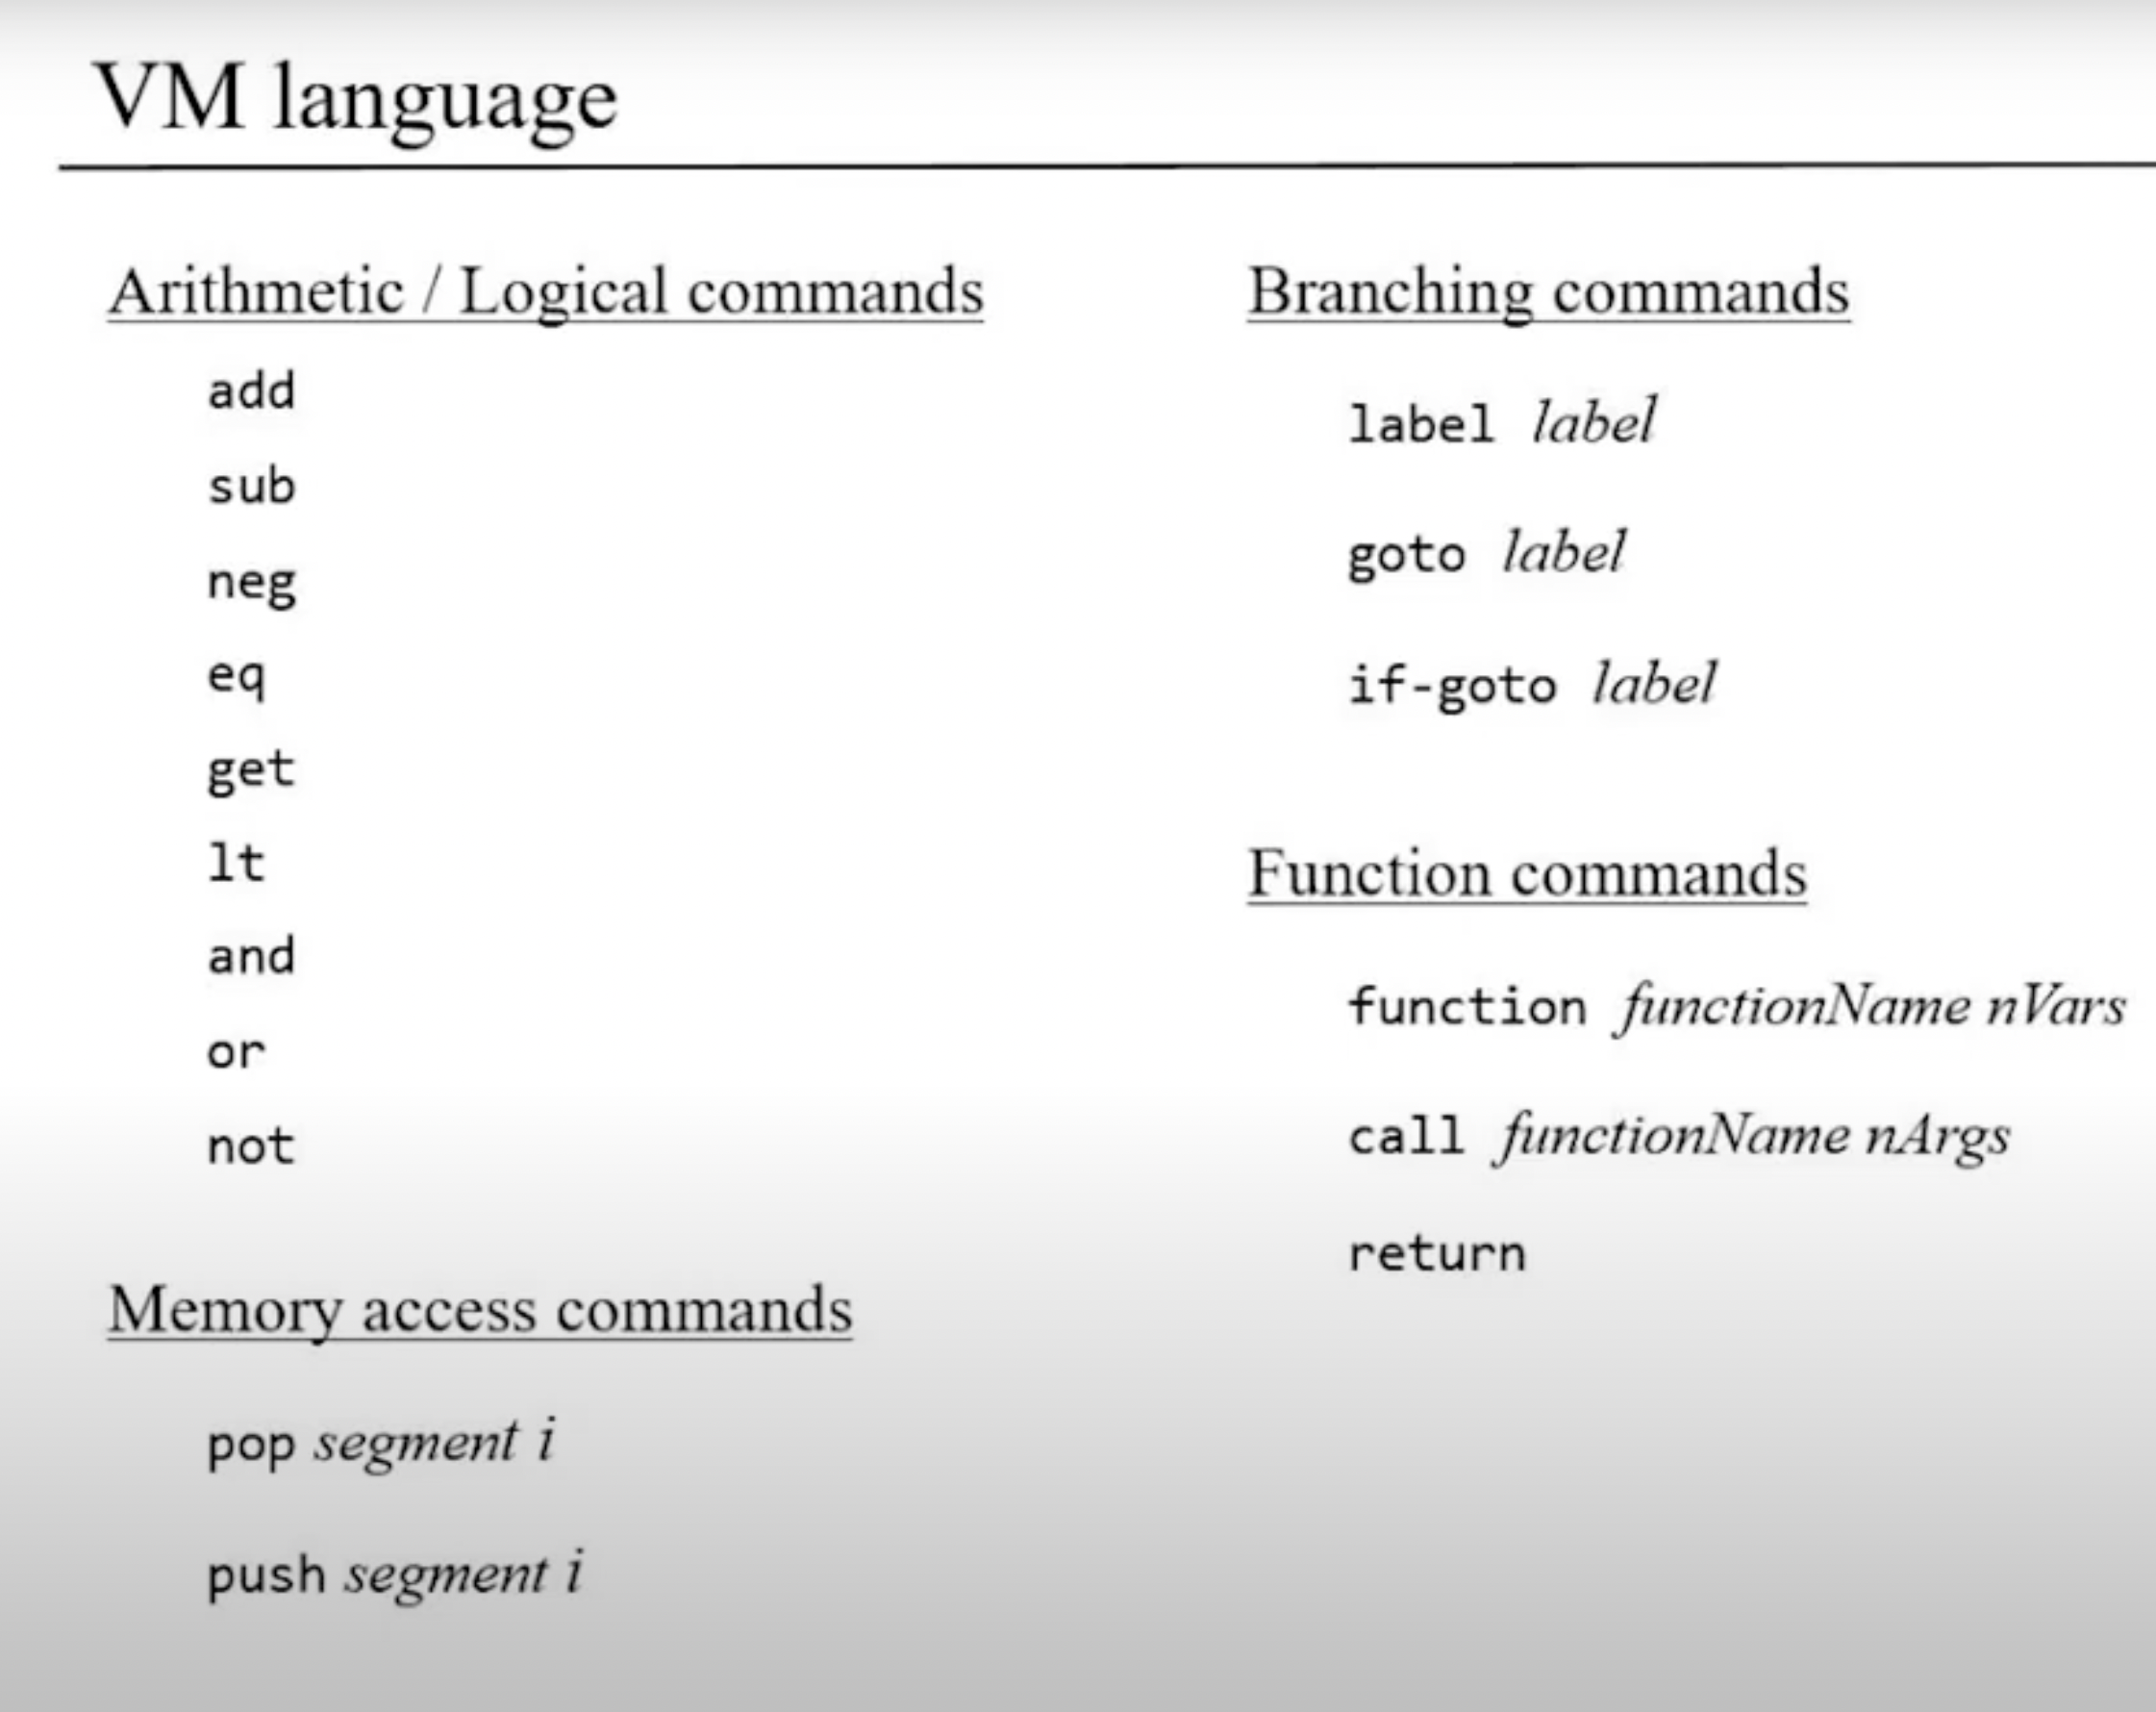 VM language
Arithmetic / Logical commands
add
sub
neg
eq
get
lt
and
or
not
Memory access commands
pop segment i
push segment i
Branching commands
label label
goto label
if-goto label
Function commands
function functionName nVars
call functionName nArgs
return